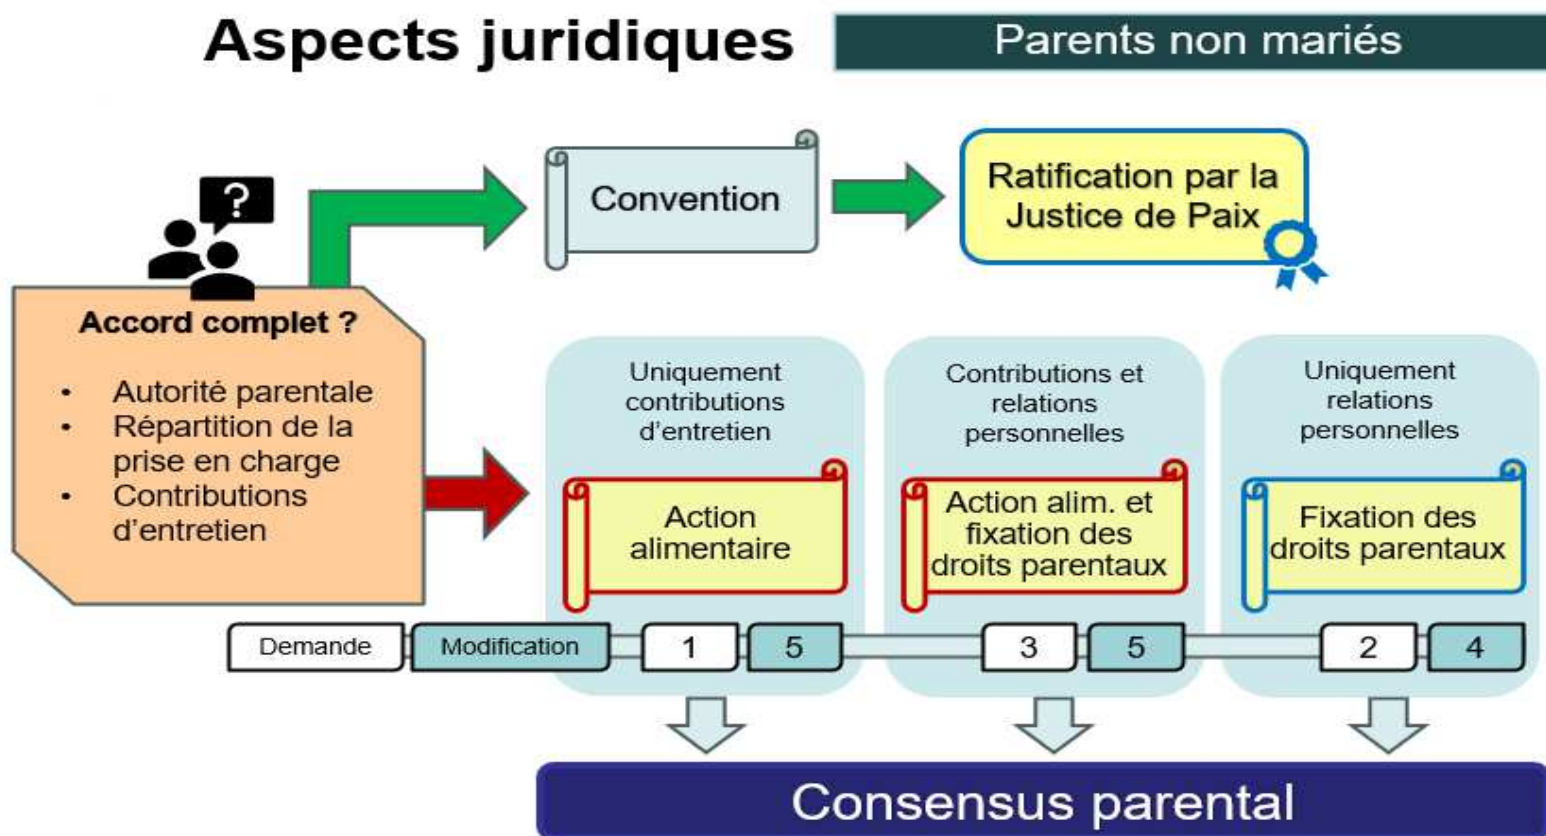 Aspects juridiques
Parents non mariés
?
Convention
Ratification par la
Justice de Paix
Accord complet ?
• Autorité parentale
• Répartition de la
prise en charge
• Contributions
d'entretien
Uniquement
contributions
d'entretien
Action
alimentaire
Contributions et
relations
personnelles
Action alim. et
fixation des
droits parentaux
Uniquement
relations
personnelles
Fixation des
droits parentaux
Demande
Modification
1
5
3
5
2
4
Consensus parental